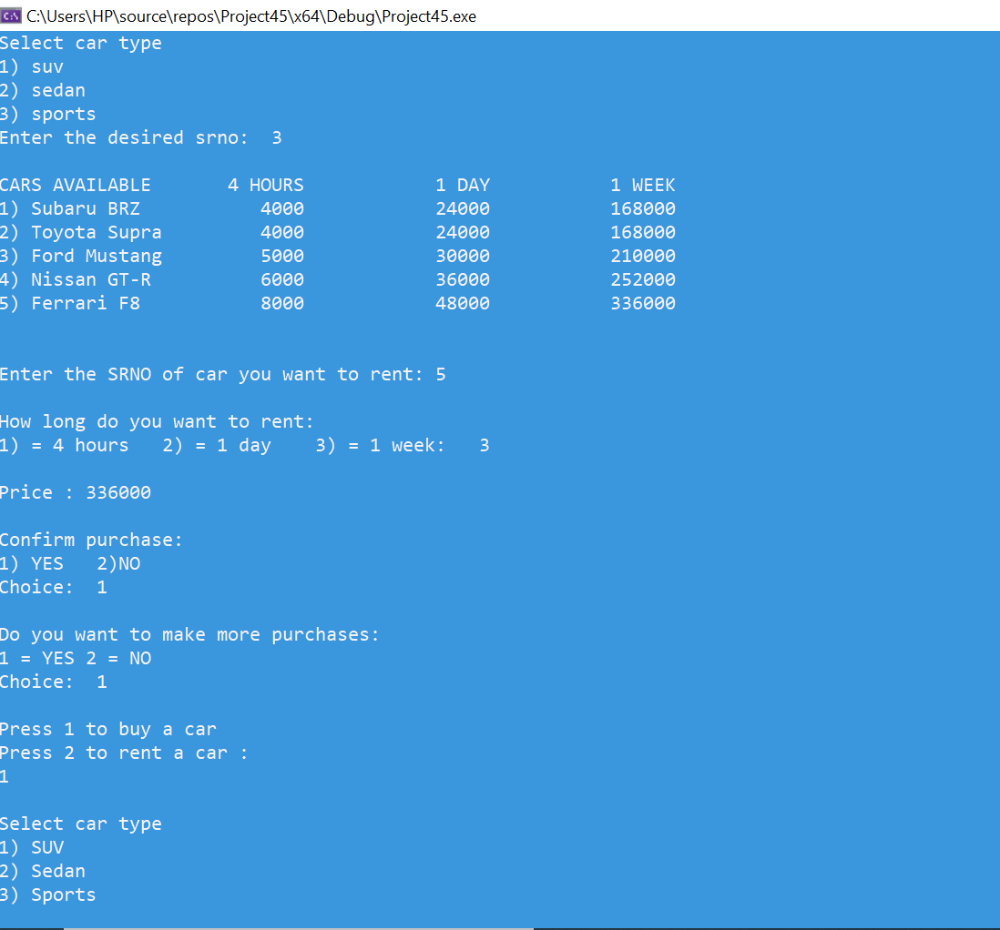 C:\Users\HP\source\repos\Project45\x64\Debug\Project45.exe
Select car type
1) suv
2) sedan
3) sports
Enter the desired srno:  3
CARS AVAILABLE       4 HOURS            1 DAY           1 WEEK
1) Subaru BRZ           4000            24000           168000
2) Toyota Supra         4000            24000           168000
3) Ford Mustang         5000            30000           210000
4) Nissan GT-R          6000            36000           252000
5) Ferrari F8           8000            48000           336000
Enter the SRNO of car you want to rent: 5
How long do you want to rent:
1) = 4 hours   2) = 1 day    3) = 1 week:   3
Price : 336000
Confirm purchase:
1) YES   2)NO
Choice:  1
Do you want to make more purchases:
1 = YES 2 = NO
Choice:  1
Press 1 to buy a car
Press 2 to rent a car :
1
Select car type
1) SUV
2) Sedan
3) Sports